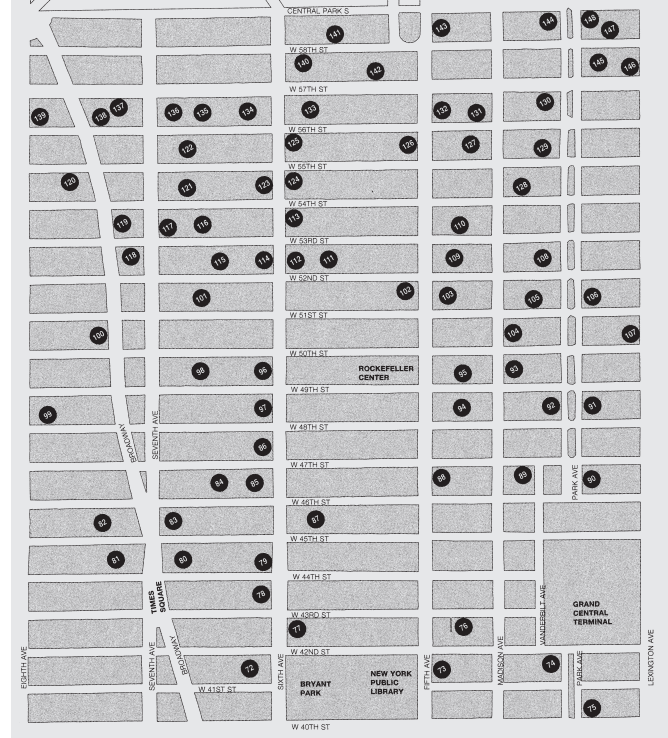 CENTRAL PARK S
141
143
144
148
147
W 58TH ST
140
142
145
146
W 57TH ST
139
138
137
136
135
134
133
132
131
130
W 56TH ST
122
125
126
127
129
W 55TH ST
120
121
123
124
128
W 54TH ST
119
117
116
113
110
W 53RD ST
118
115
114
112
111
109
108
W 52ND ST
101
102
103
105
106
W 51ST ST
100
104
107
W 50TH ST
98
96
ROCKEFELLER
CENTER
95
93
W 49TH ST
99
97
94
92
91
BROADWAY
SEVENTH AVE
W 48TH ST
86
W 47TH ST
84
85
88
89
PARK AVE
90
W 46TH ST
82
83
87
W 45TH ST
81
80
79
W 44TH ST
TIMES
SQUARE
78
VANDERBILT AVE
GRAND
CENTRAL
TERMINAL
W 43RD ST
77
76
W 42ND ST
EIGHTH AVE
SEVENTH AVE
BROADWAY
72
SIXTH AVE
BRYANT
PARK
NEW YORK
PUBLIC
LIBRARY
FIFTH AVE
73
MADISON AVE
74
PARK AVE
LEXINGTON AVE
W 41ST ST
75
W 40TH ST